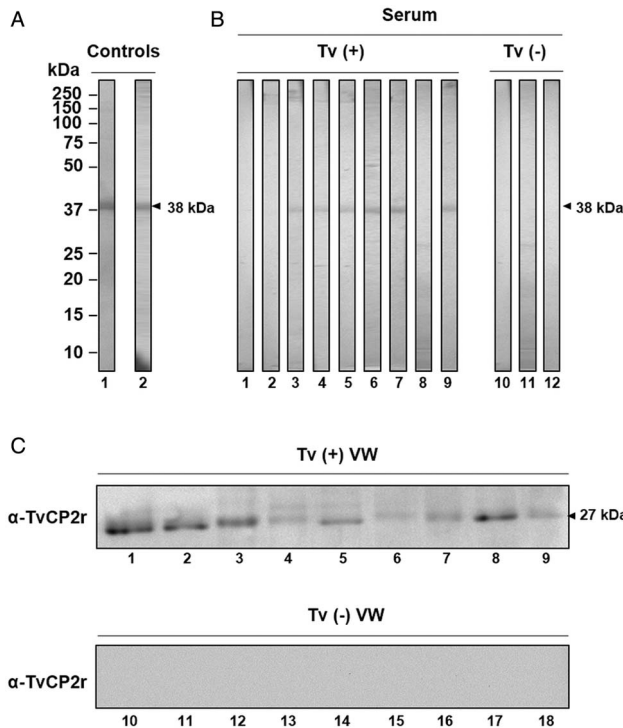 A
Controls
kDa
250
150
100
75
50
37
25
20
15
10
38 kDa
1 2
B
Serum
Tv (+) Tv (-)
38 kDa
1 2 3 4 5 6 7 8 9 10 11 12
C
Tv (+) VW
α-TvCP2r
27 kDa
1 2 3 4 5 6 7 8 9
Tv (-) VW
α-TvCP2r
10 11 12 13 14 15 16 17 18